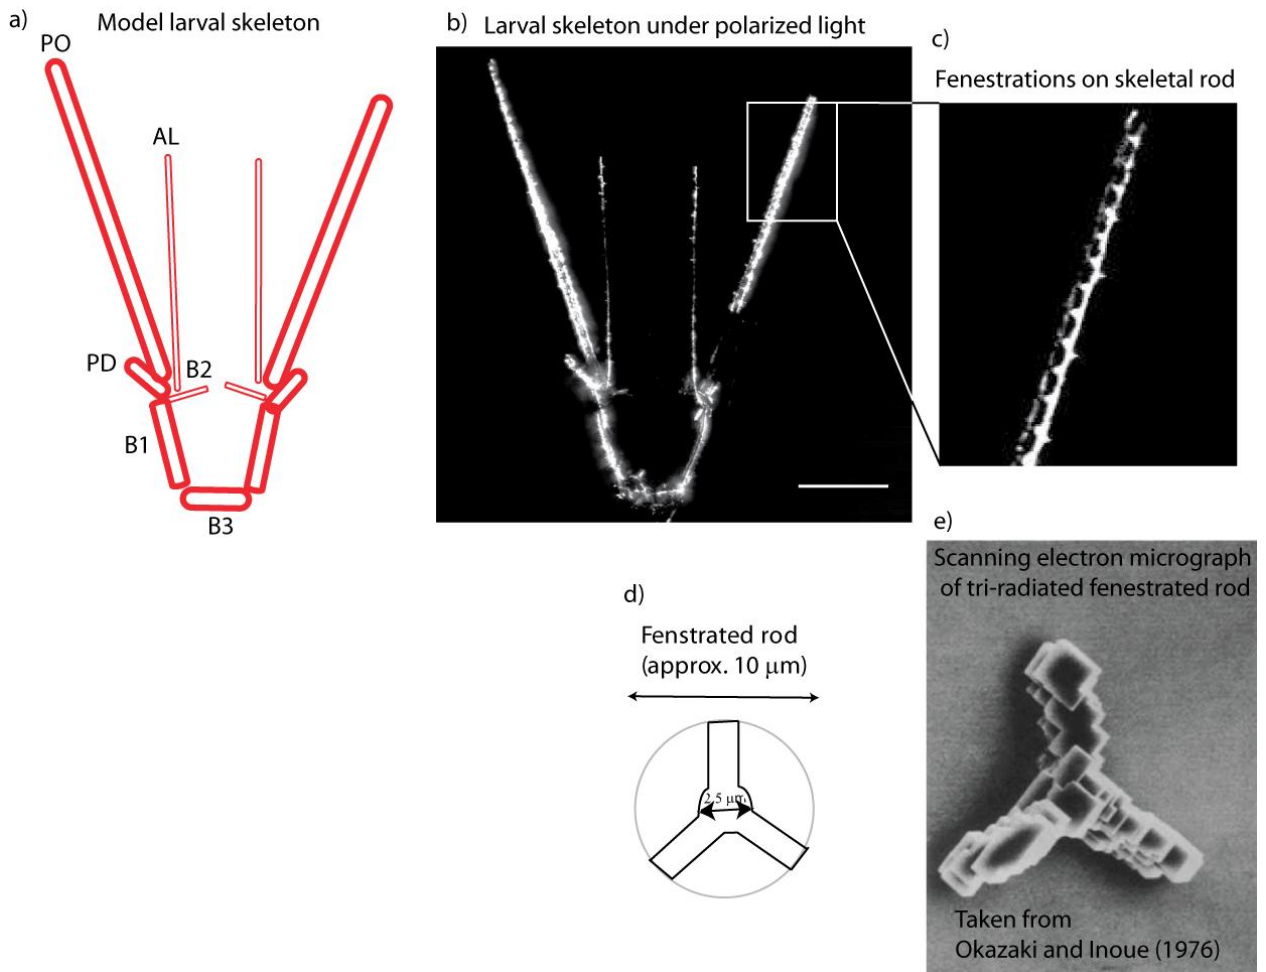 a)
Model larval skeleton
PO
AL
PD
B2
B1
B3
b)
Larval skeleton under polarized light
c)
Fenestrations on skeletal rod
d)
Fenstrated rod
(approx. 10 μm)
2.5 μm
e)
Scanning electron micrograph
of tri-radiated fenestrated rod
Taken from
Okazaki and Inoue (1976)